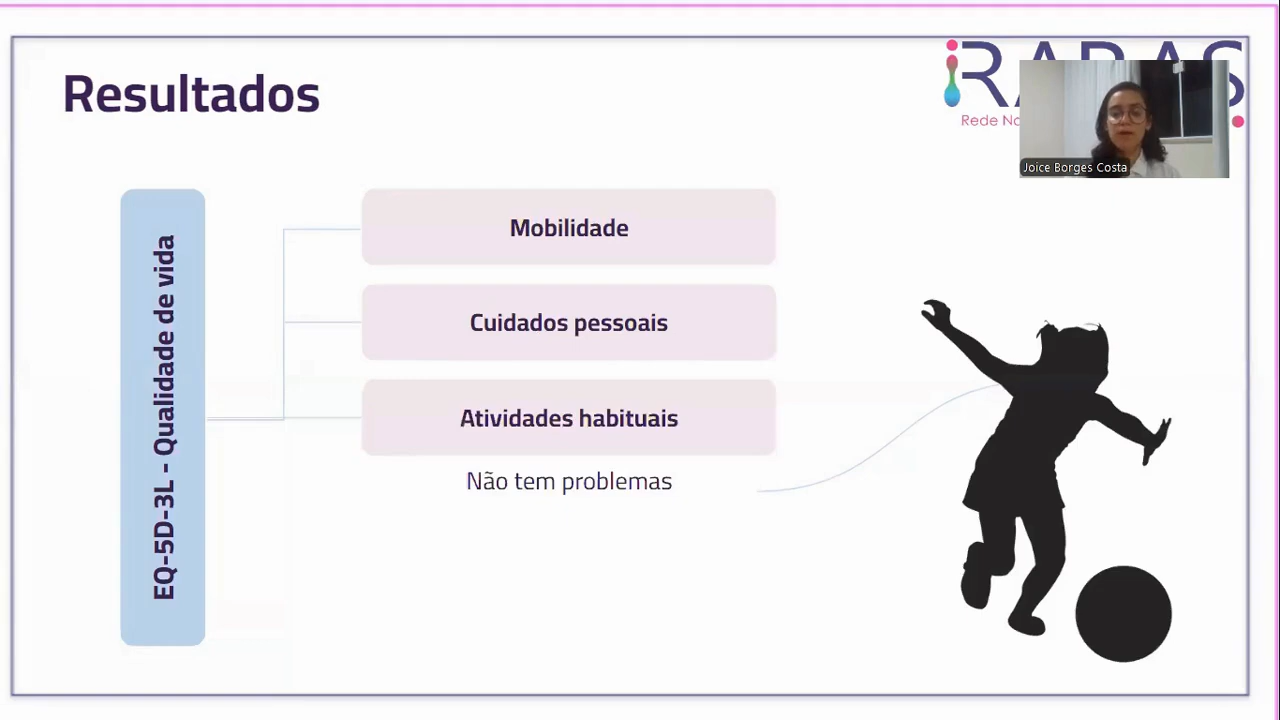 Resultados
Rede
Joice Borges Costa
EQ-5D-3L - Qualidade de vida
Mobilidade
Cuidados pessoais
Atividades habituais
Não tem problemas